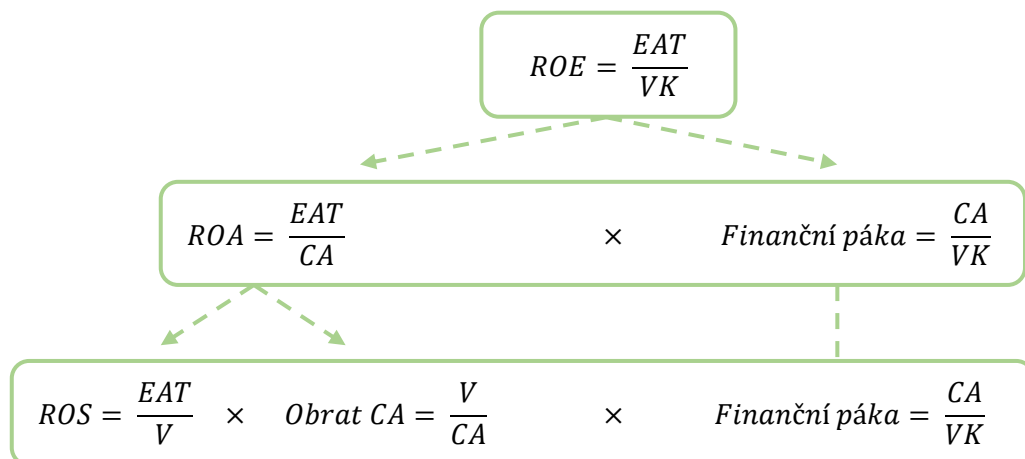 ROE = EAT / VK
ROA = EAT / CA × Finanční páka = CA / VK
ROS = EAT / V × Obrat CA = V / CA × Finanční páka = CA / VK